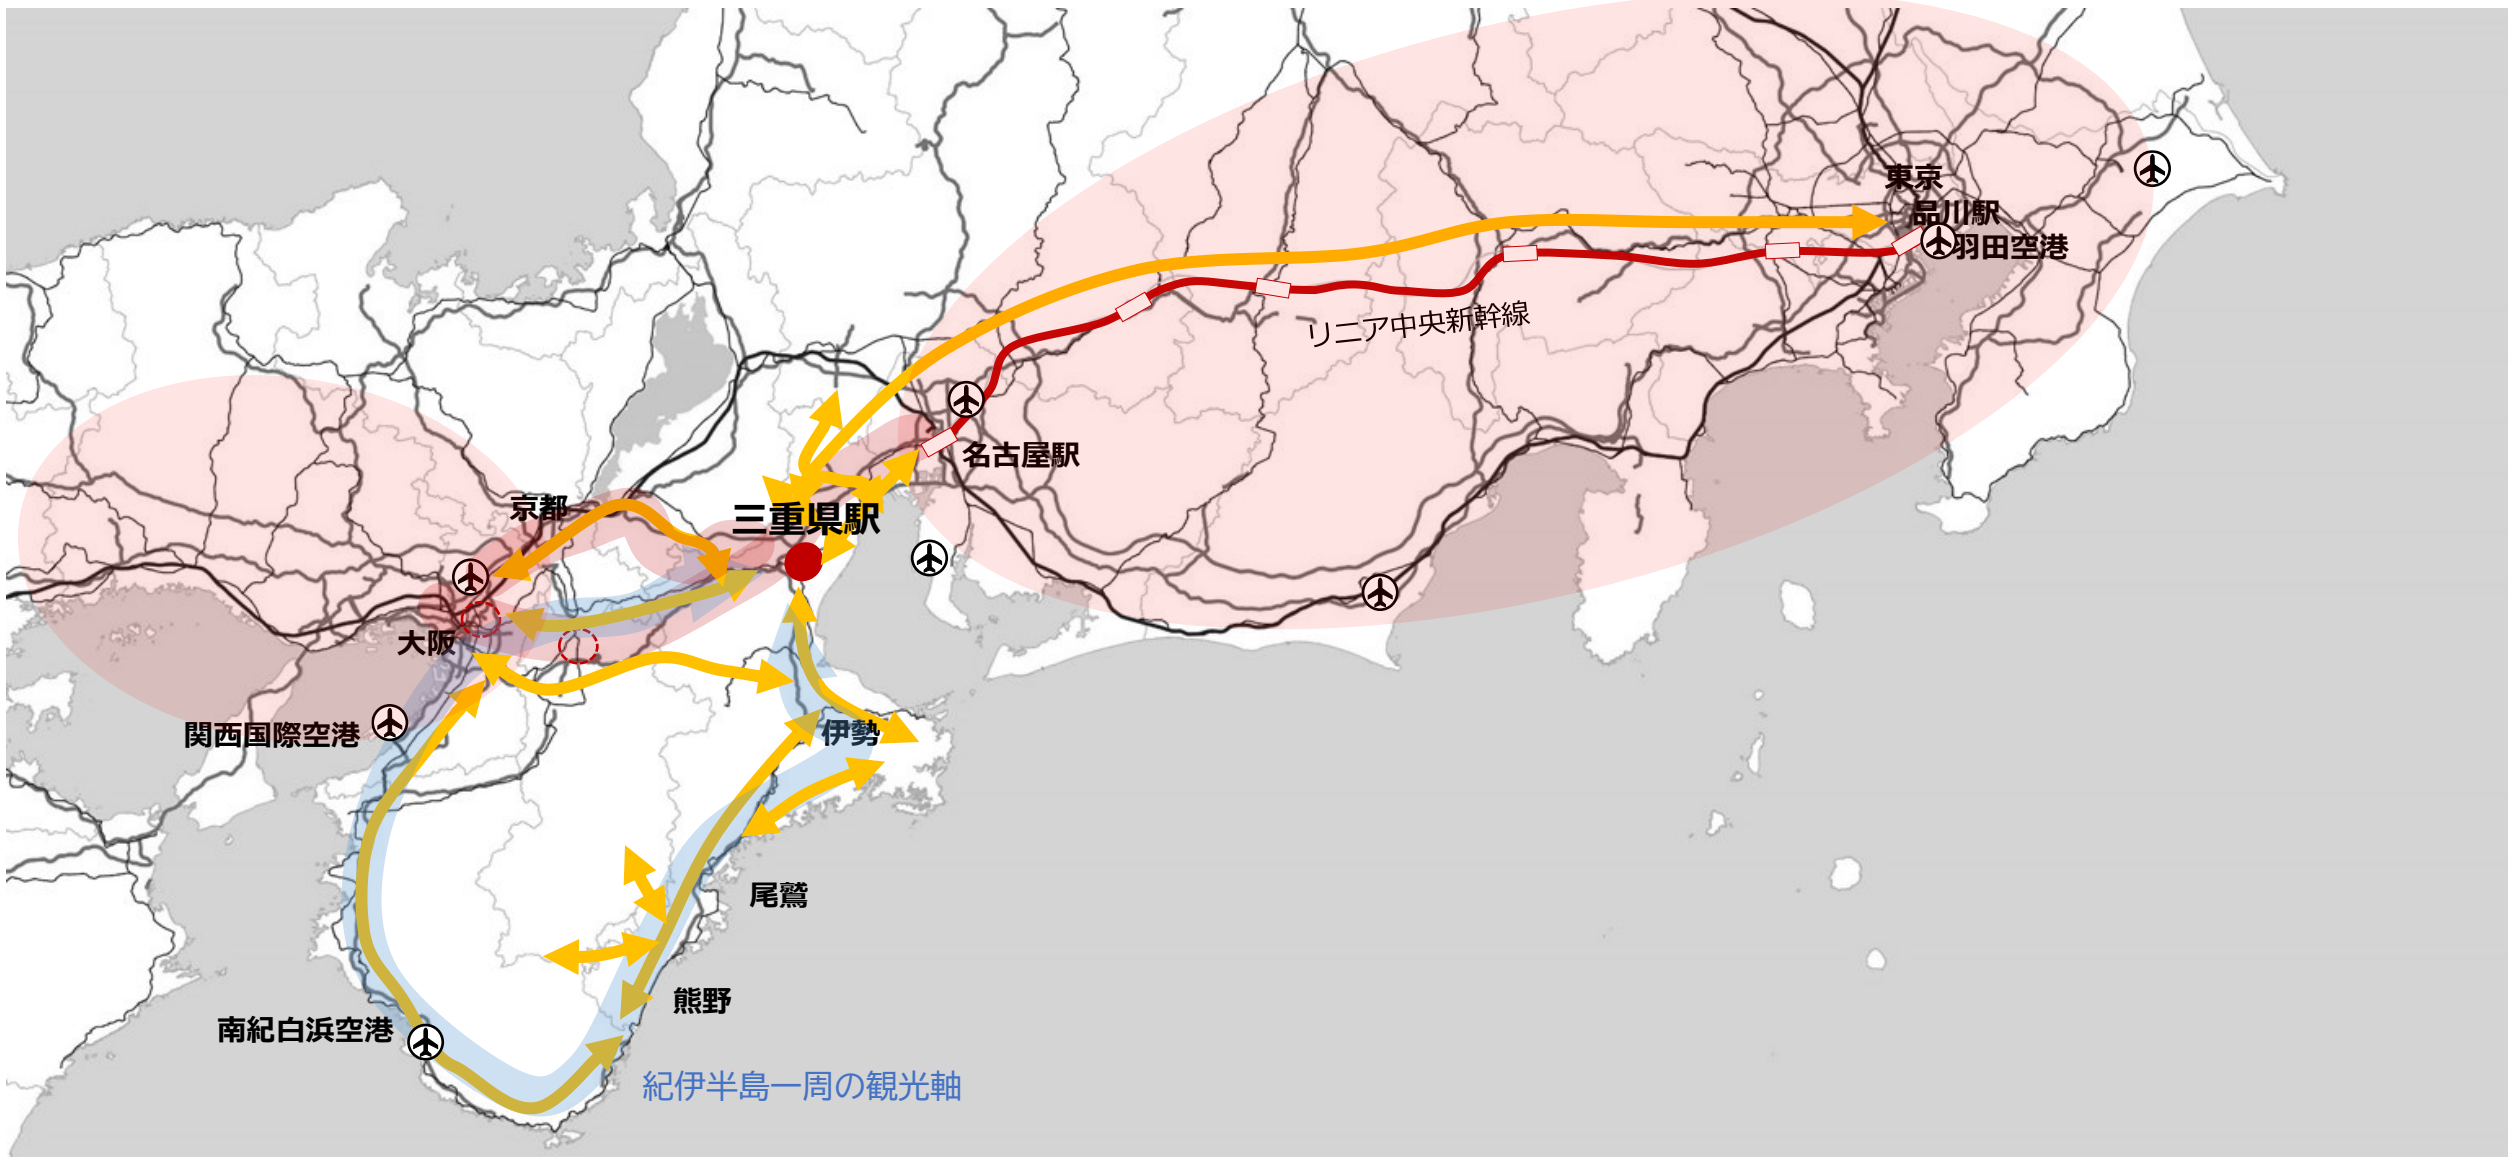 東京
品川駅
羽田空港
リニア中央新幹線
名古屋駅
京都
三重県駅
大阪
関西国際空港
伊勢
尾鷲
熊野
南紀白浜空港
紀伊半島一周の観光軸